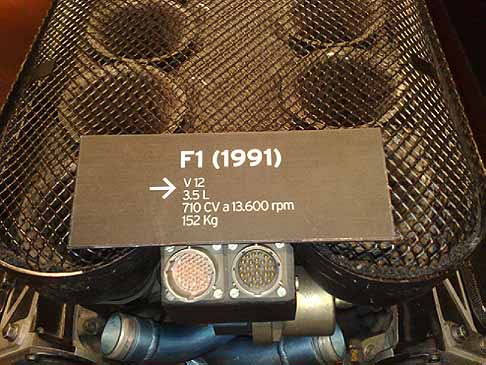 F1 (1991)
V 12
3.5 L
710 CV a 13.600 rpm
152 Kg